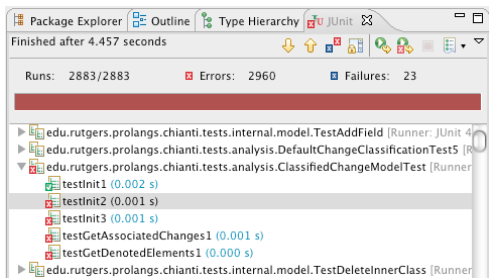 Package Explorer Outline Type Hierarchy JUnit
Finished after 4.457 seconds
Runs: 2883/2883 Errors: 2960 Failures: 23
edu.rutgers.prolangs.chianti.tests.internal.model.TestAddField [Runner: JUnit 4
edu.rutgers.prolangs.chianti.tests.analysis.DefaultChangeClassificationTest5 [R
edu.rutgers.prolangs.chianti.tests.analysis.ClassifiedChangeModelTest [Runner
testInit1 (0.002 s)
testInit2 (0.001 s)
testInit3 (0.001 s)
testGetAssociatedChanges1 (0.001 s)
testGetDenotedElements1 (0.000 s)
edu.rutgers.prolangs.chianti.tests.internal.model.TestDeleteInnerClass [Runner